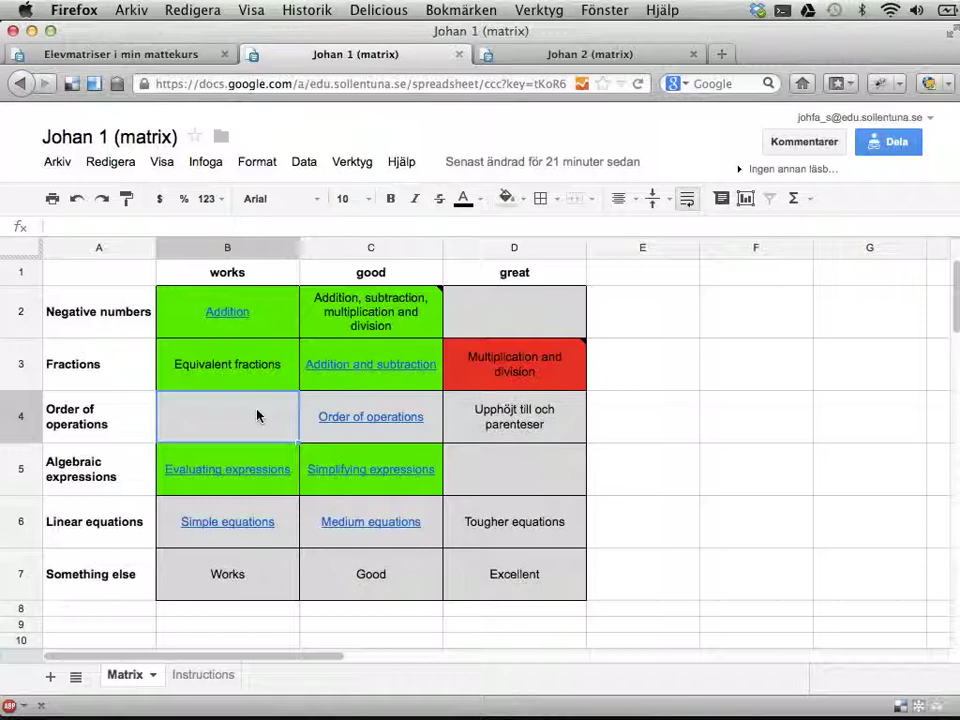 Firefox Arkiv Redigera Visa Historik Delicious Bokmärken Verktyg Fönster Hjälp
Johan 1 (matrix)
Elevmatriser i min mattekurs Johan 1 (matrix) Johan 2 (matrix)
https://docs.google.com/a/edu.sollentuna.se/spreadsheet/ccc?key=tKoR6 Google
johfa_s@edu.sollentuna.se
Johan 1 (matrix) Kommentarer Dela
Arkiv Redigera Visa Infoga Format Data Verktyg Hjälp Senast ändrad för 21 minuter sedan Ingen annan läsb...
$ % 123 Arial 10 B I S A Σ
fx
A B C D E F G
1 works good great
2 Negative numbers Addition Addition, subtraction, multiplication and division
3 Fractions Equivalent fractions Addition and subtraction Multiplication and division
4 Order of operations Order of operations Upphöjt till och parenteser
5 Algebraic expressions Evaluating expressions Simplifying expressions
6 Linear equations Simple equations Medium equations Tougher equations
7 Something else Works Good Excellent
8
9
10
+ Matrix Instructions
ABP